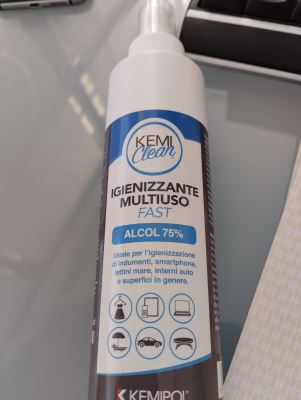 KEMI
Clean
IGIENIZZANTE
MULTIUSO
FAST
ALCOL 75%
Ideale per l'igienizzazione
di indumenti, smartphone,
lettini mare, interni auto
e superfici in genere.
KEMIPOL